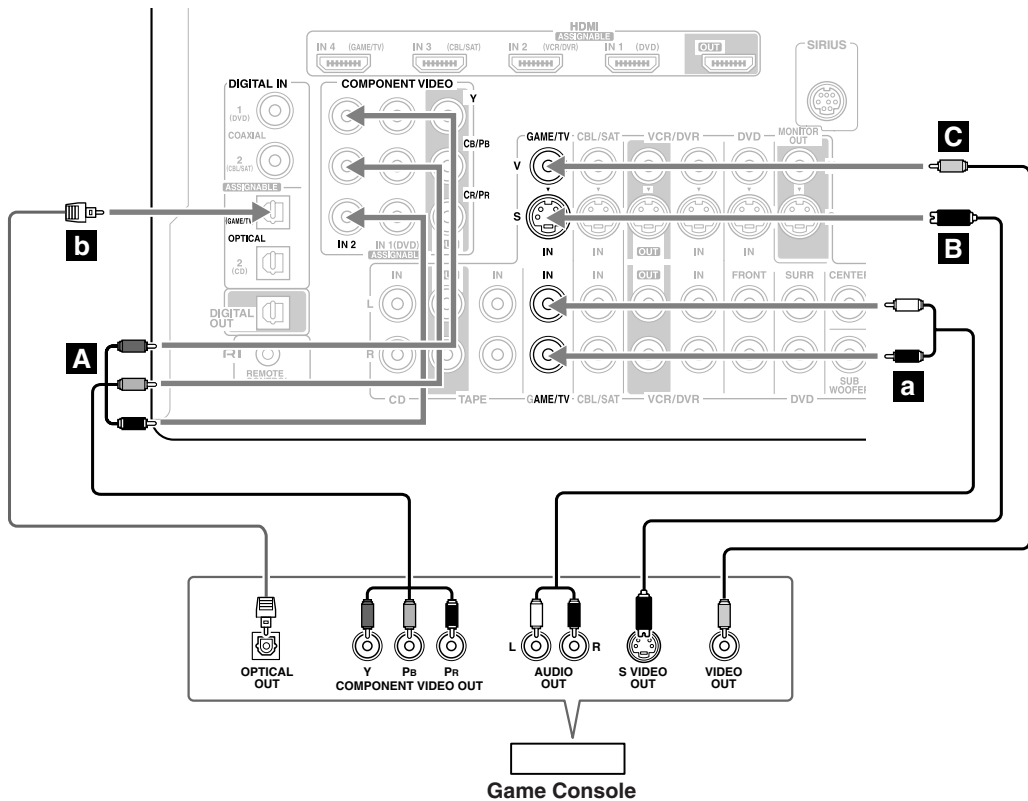 HDMI
ASSIGNABLE
IN 4 (GAME/TV) IN 3 (CBL/SAT) IN 2 (VCR/DVR) IN 1 (DVD) OUT
SIRIUS
DIGITAL IN
1
(DVD)
COAXIAL
2
(CBL/SAT)
ASSIGNABLE
(GAME/TV
OPTICAL
2
(CD)
DIGITAL
OUT
REMOTE
COMPONENT VIDEO
Y
CB/PB
CR/PR
IN 2 IN 1 (DVD)
ASSIGNABLE
GAME/TV CBL/SAT VCR/DVR DVD MONITOR
OUT
V
S
IN IN OUT IN IN
IN IN IN IN OUT IN FRONT SURR CENTER
L
R
SUB
WOOFER
CD TAPE GAME/TV CBL/SAT VCR/DVR DVD
b
A
C
B
a
OPTICAL
OUT
Y PB PR
COMPONENT VIDEO OUT
L R
AUDIO
OUT
S VIDEO
OUT
VIDEO
OUT
Game Console